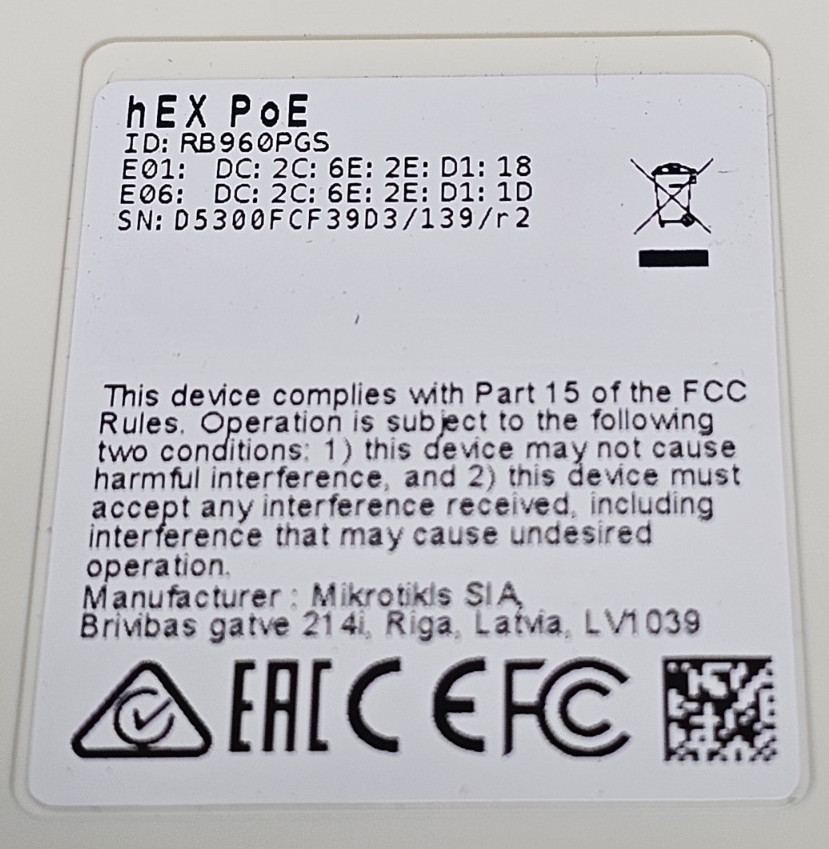 hEX PoE
ID: RB960PGS
E01: DC: 2C: 6E: 2E: D1: 18
E06: DC: 2C: 6E: 2E: D1: 1D
SN: D5300FCF39D3/139/r2
This device complies with Part 15 of the FCC
Rules. Operation is subject to the following
two conditions: 1) this device may not cause
harmful interference, and 2) this device must
accept any interference received, including
interference that may cause undesired
operation.
Manufacturer : Mikrotikls SIA,
Brivibas gatve 214i, Riga, Latvia, LV1039
EAC CE FC